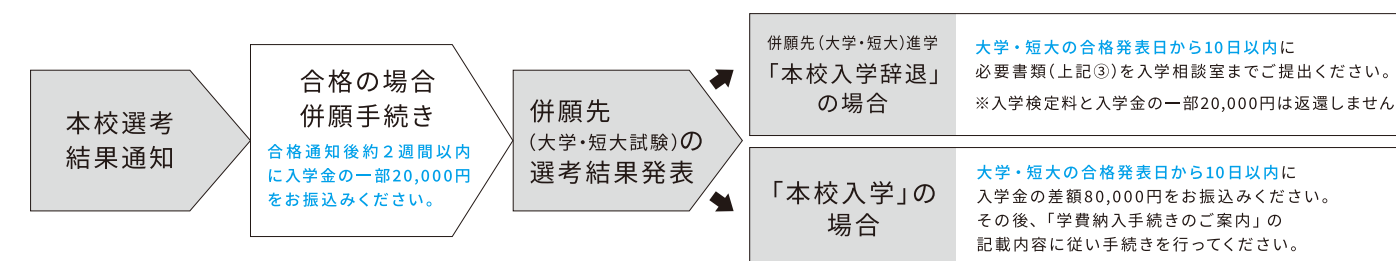 本校選考
結果通知
合格の場合
併願手続き
合格通知後約２週間以内
に入学金の一部20,000円
をお振込みください。
併願先
（大学・短大試験）の
選考結果発表
併願先（大学・短大）進学
「本校入学辞退」
の場合
大学・短大の合格発表日から10日以内に
必要書類（上記③）を入学相談室までご提出ください。
※入学検定料と入学金の一部20,000円は返還しません
「本校入学」の
場合
大学・短大の合格発表日から10日以内に
入学金の差額80,000円をお振込みください。
その後、「学費納入手続きのご案内」の
記載内容に従い手続きを行ってください。